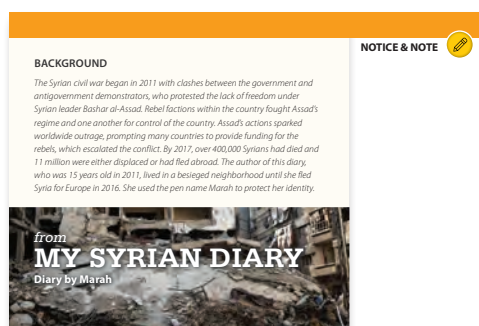 NOTICE & NOTE
BACKGROUND
The Syrian civil war began in 2011 with clashes between the government and
antigovernment demonstrators, who protested the lack of freedom under
Syrian leader Bashar al-Assad. Rebel factions within the country fought Assad's
regime and one another for control of the country. Assad's actions sparked
worldwide outrage, prompting many countries to provide funding for the
rebels, which escalated the conflict. By 2017, over 400,000 Syrians had died and
11 million were either displaced or had fled abroad. The author of this diary,
who was 15 years old in 2011, lived in a besieged neighborhood until she fled
Syria for Europe in 2016. She used the pen name Marah to protect her identity.
from
MY SYRIAN DIARY
Diary by Marah